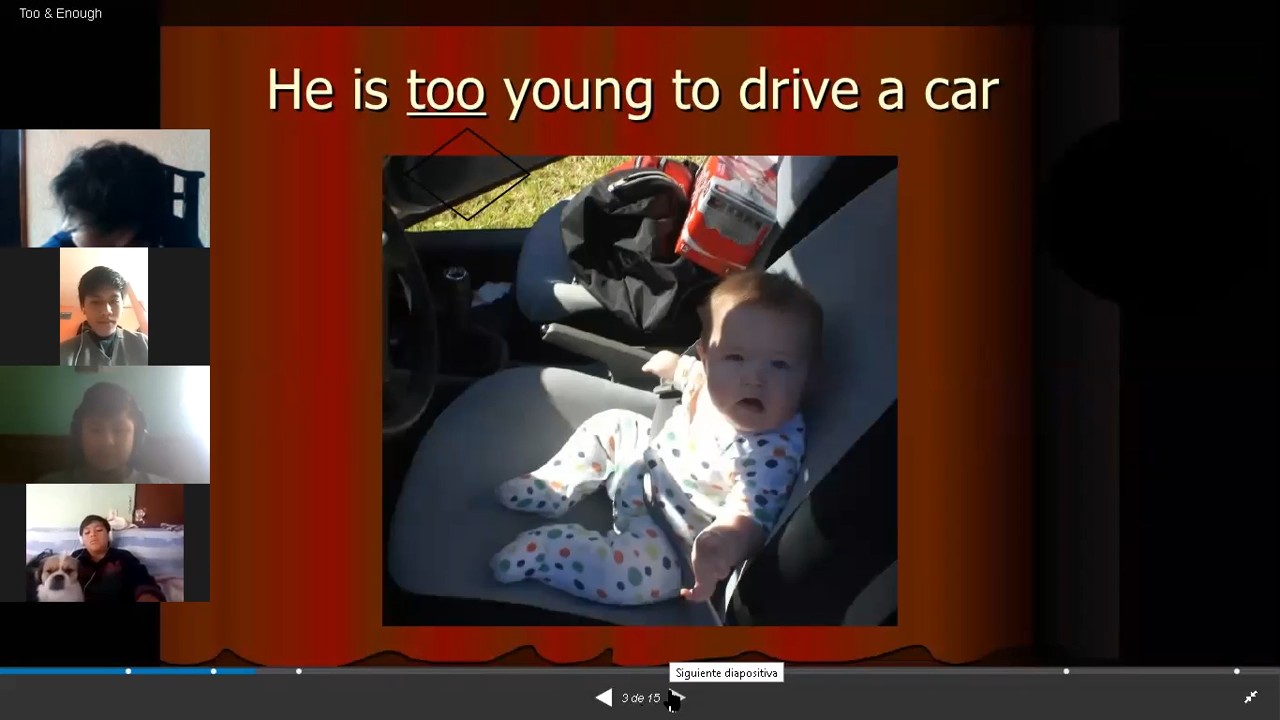 Too & Enough
He is too young to drive a car
Siguiente diapositiva
3 de 15